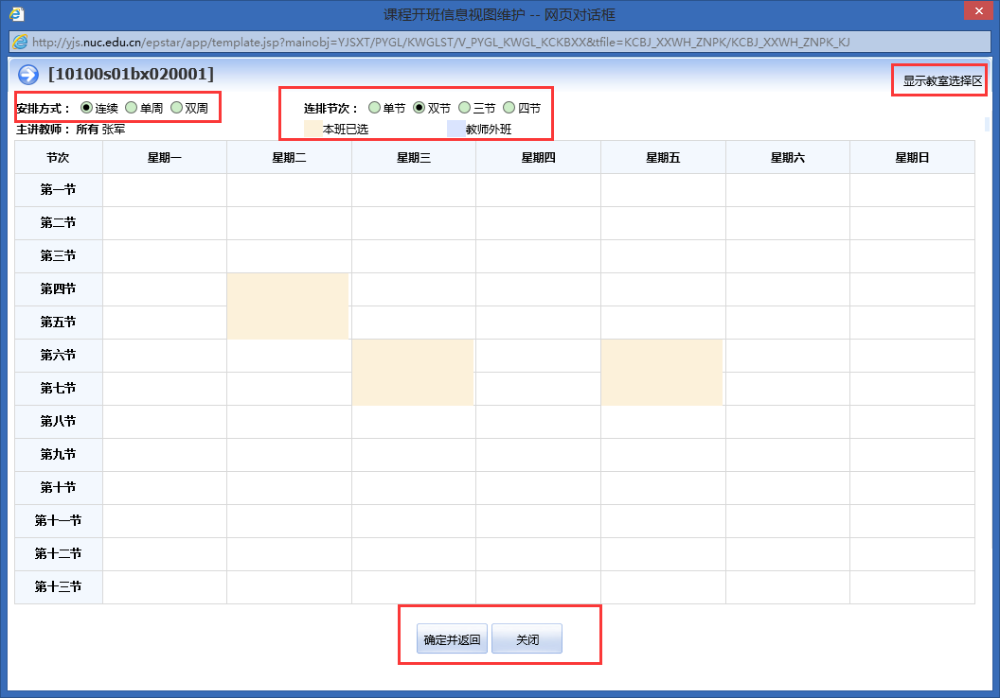 课程开班信息视图维护 -- 网页对话框
http://yjs.nuc.edu.cn/epstar/app/template.jsp?mainobj=YJSXT/PYGL/KWGLST/V_PYGL_KWGL_KCKBXX&tfile=KCBJ_XXWH_ZNPK/KCBJ_XXWH_ZNPK_KJ
[10100s01bx020001]
显示教室选择区
安排方式： 连续 单周 双周 连排节次： 单节 双节 三节 四节
主讲教师： 所有 张军 本班已选 教师外班
节次 星期一 星期二 星期三 星期四 星期五 星期六 星期日
第一节
第二节
第三节
第四节
第五节
第六节
第七节
第八节
第九节
第十节
第十一节
第十二节
第十三节
确定并返回 关闭